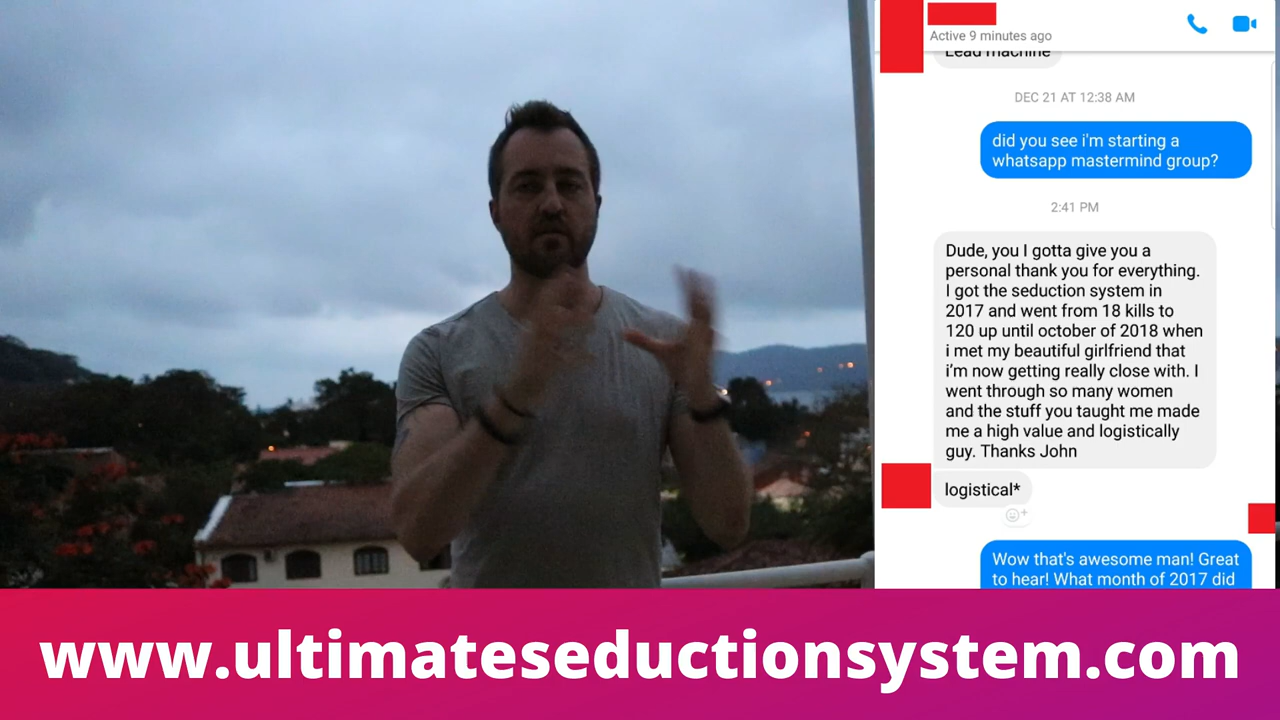 Active 9 minutes ago
Lead machine
DEC 21 AT 12:38 AM
did you see i'm starting a
whatsapp mastermind group?
2:41 PM
Dude, you I gotta give you a
personal thank you for everything.
I got the seduction system in
2017 and went from 18 kills to
120 up until october of 2018 when
i met my beautiful girlfriend that
i'm now getting really close with. I
went through so many women
and the stuff you taught me made
me a high value and logistically
guy. Thanks John
logistical*
Wow that's awesome man! Great
to hear! What month of 2017 did
www.ultimateseductionsystem.com